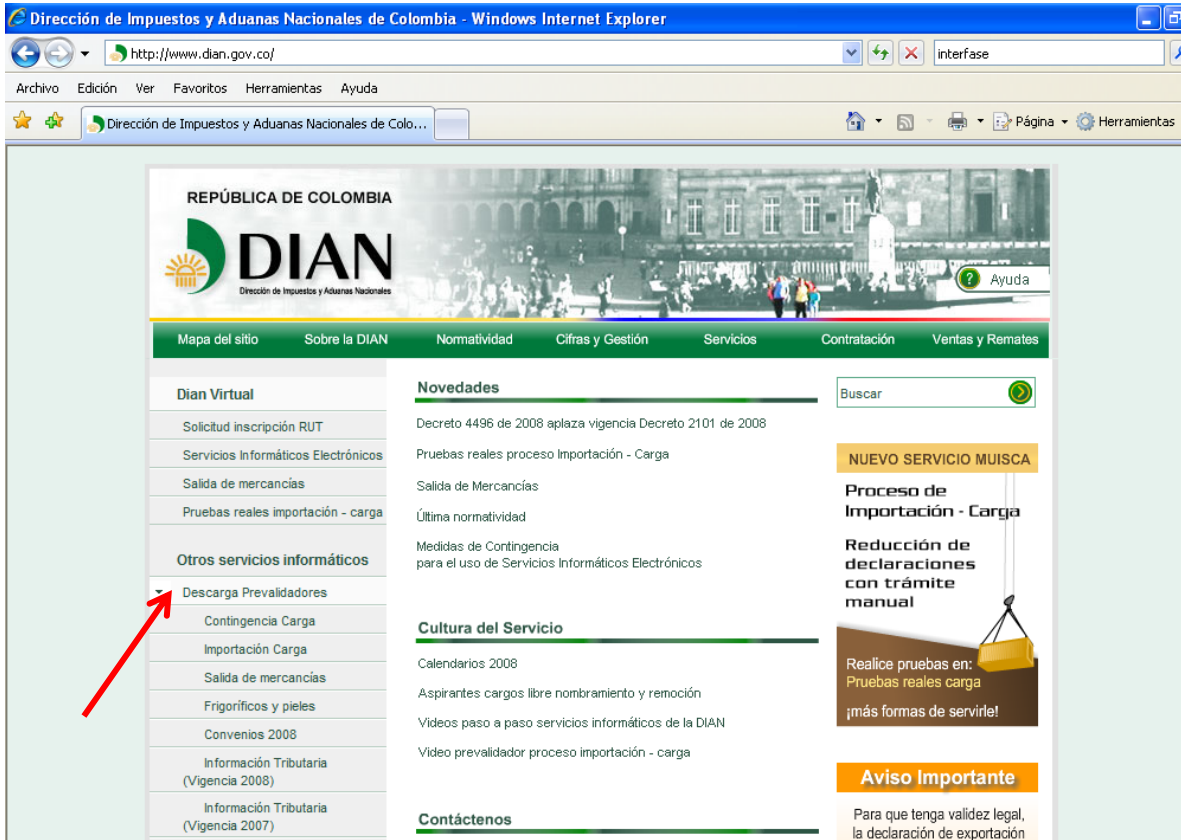 Dirección de Impuestos y Aduanas Nacionales de Colombia - Windows Internet Explorer
http://www.dian.gov.co/
interfase
Archivo Edición Ver Favoritos Herramientas Ayuda
Dirección de Impuestos y Aduanas Nacionales de Colo...
Página
Herramientas
REPÚBLICA DE COLOMBIA
DIAN
Dirección de Impuestos y Aduanas Nacionales
Ayuda
Mapa del sitio Sobre la DIAN Normatividad Cifras y Gestión Servicios Contratación Ventas y Remates
Dian Virtual
Solicitud inscripción RUT
Servicios Informáticos Electrónicos
Salida de mercancías
Pruebas reales importación - carga
Otros servicios informáticos
Descarga Prevalidadores
Contingencia Carga
Importación Carga
Salida de mercancías
Frigoríficos y pieles
Convenios 2008
Información Tributaria
(Vigencia 2008)
Información Tributaria
(Vigencia 2007)
Novedades
Decreto 4496 de 2008 aplaza vigencia Decreto 2101 de 2008
Pruebas reales proceso Importación - Carga
Salida de Mercancías
Última normatividad
Medidas de Contingencia
para el uso de Servicios Informáticos Electrónicos
Cultura del Servicio
Calendarios 2008
Aspirantes cargos libre nombramiento y remoción
Videos paso a paso servicios informáticos de la DIAN
Video prevalidador proceso importación - carga
Contáctenos
Buscar
NUEVO SERVICIO MUISCA
Proceso de
Importación - Carga
Reducción de
declaraciones
con trámite
manual
Realice pruebas en:
Pruebas reales carga
¡más formas de servirle!
Aviso Importante
Para que tenga validez legal,
la declaración de exportación